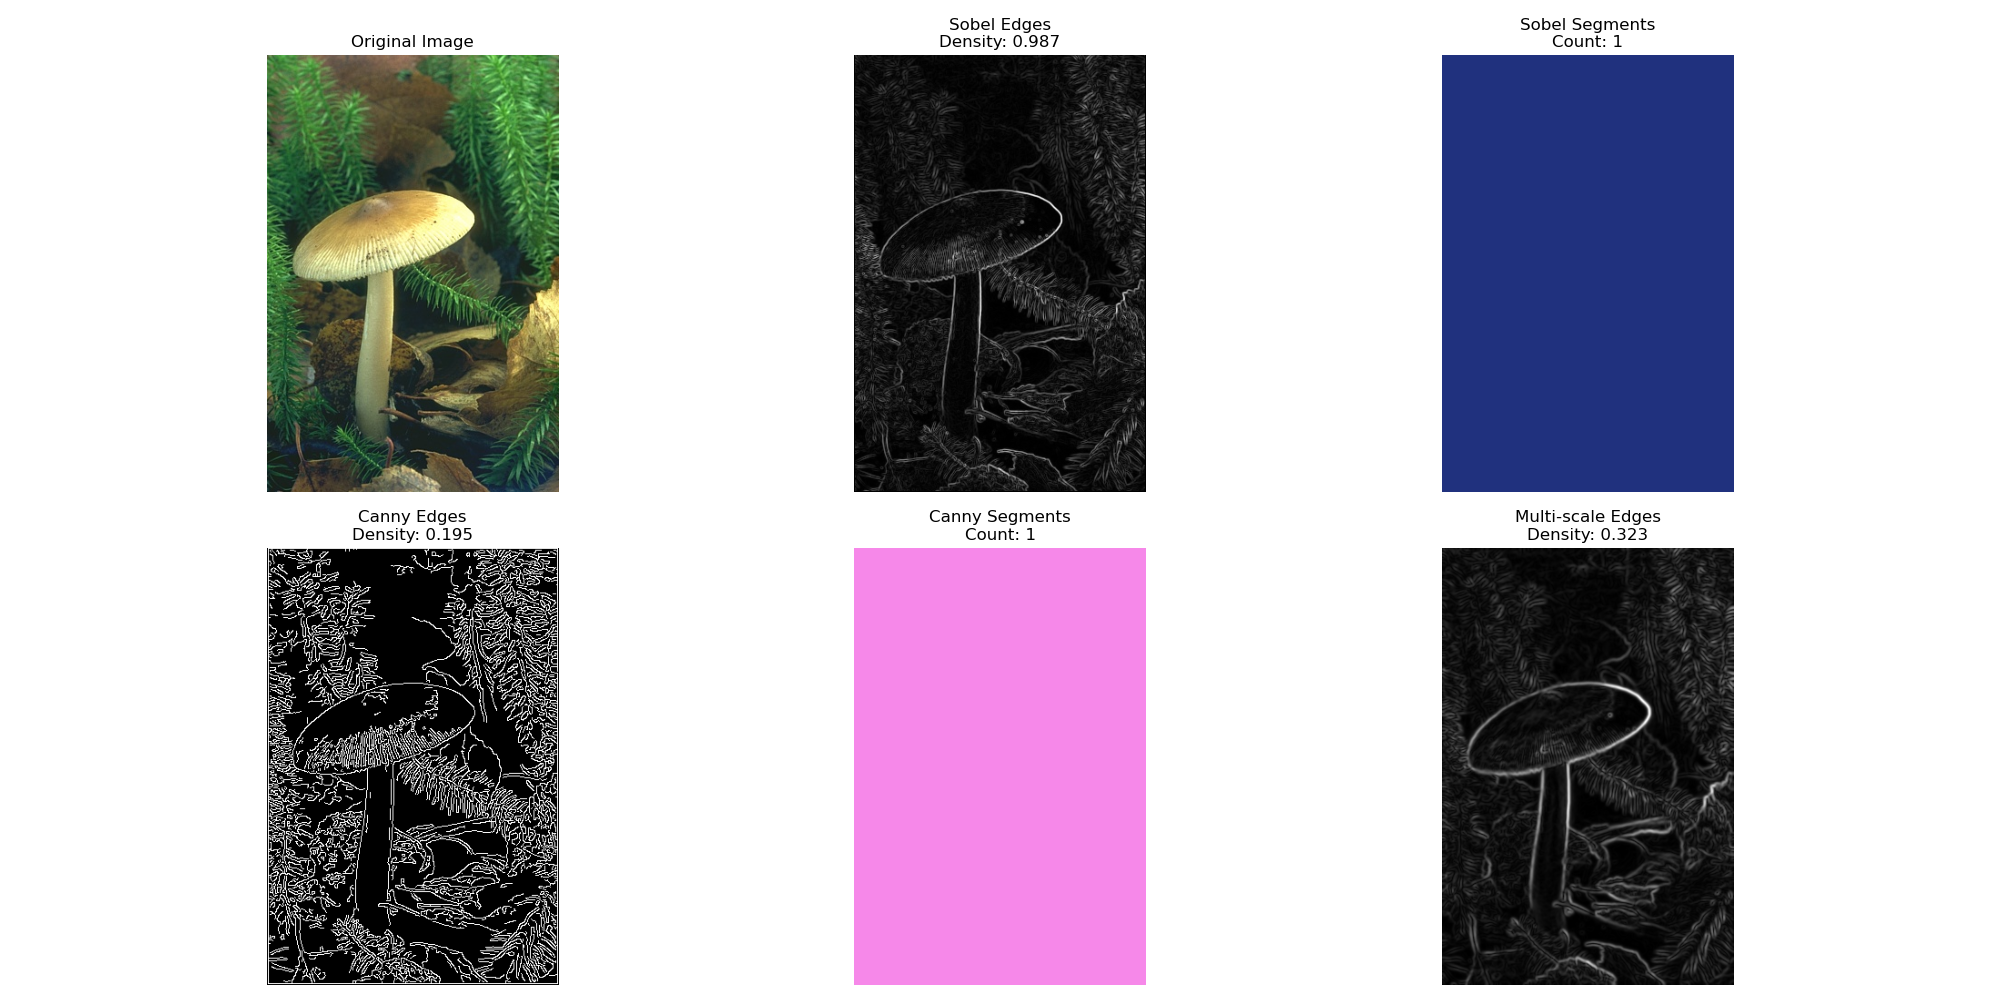 Original Image
Sobel Edges
Density: 0.987
Sobel Segments
Count: 1
Canny Edges
Density: 0.195
Canny Segments
Count: 1
Multi-scale Edges
Density: 0.323